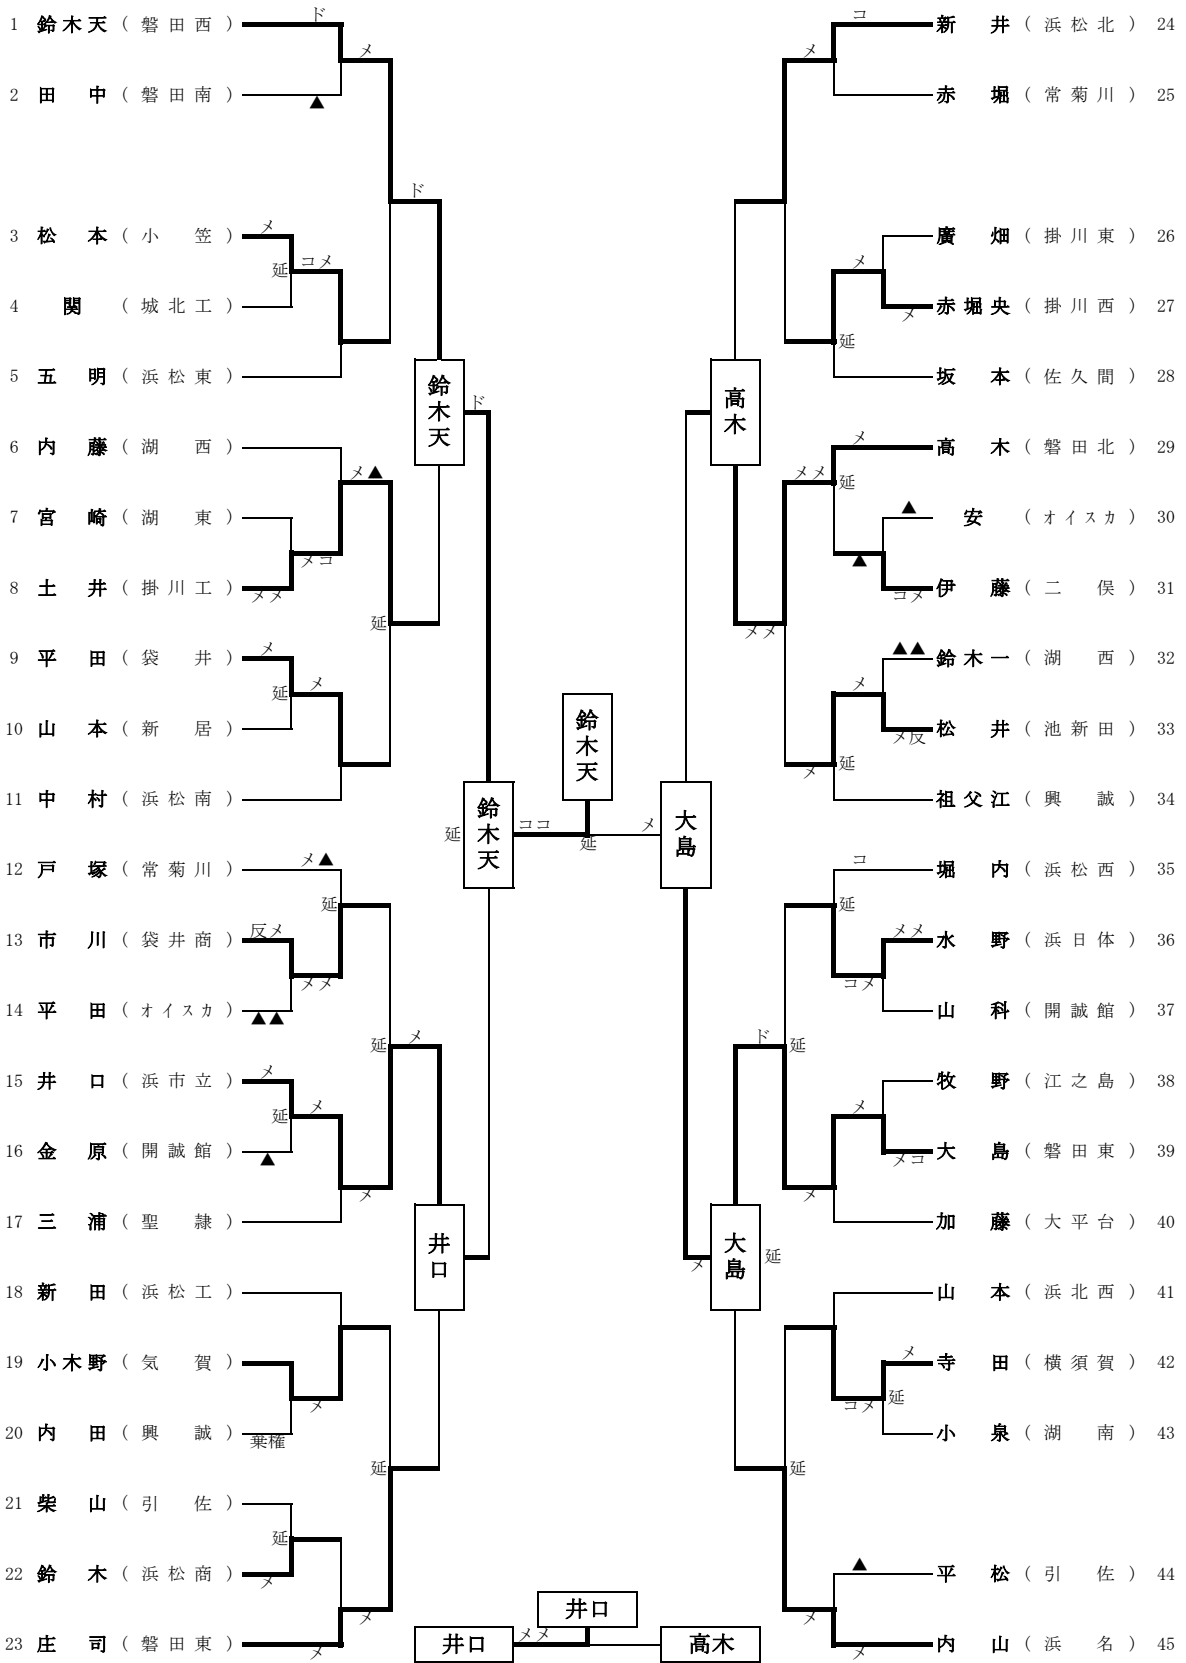 1 鈴木天 （ 磐田西 ） ド
メ
2 田中 （ 磐田南 ） ▲
ド
3 松本 （ 小笠 ） メ
延 コメ
4 関 （ 城北工 ）
5 五明 （ 浜松東 ）
鈴木天
ド
6 内藤 （ 湖西 ）
メ▲
7 宮崎 （ 湖東 ）
メコ
8 土井 （ 掛川工 ） メメ
延
9 平田 （ 袋井 ） メ
延 メ
10 山本 （ 新居 ）
11 中村 （ 浜松南 ）
延 鈴木天 ココ
12 戸塚 （ 常菊川 ） メ▲
延
13 市川 （ 袋井商 ） 反メ
メメ
14 平田 （ オイスカ ） ▲▲
延 メ
15 井口 （ 浜市立 ） メ
延 メ
16 金原 （ 開誠館 ） ▲
メ
17 三浦 （ 聖隷 ）
井口
18 新田 （ 浜松工 ）
19 小木野 （ 気賀 ）
メ
20 内田 （ 興誠 ） 棄権
延
21 柴山 （ 引佐 ）
延
22 鈴木 （ 浜松商 ） メ
メ
23 庄司 （ 磐田東 ） メ
鈴木天
延
コ 新井 （ 浜松北 ） 24
メ
赤堀 （ 常菊川 ） 25
廣畑 （ 掛川東 ） 26
メ
メ 赤堀央 （ 掛川西 ） 27
延
坂本 （ 佐久間 ） 28
高木
メ 高木 （ 磐田北 ） 29
メメ 延
▲ 安 （ オイスカ ） 30
▲
コメ 伊藤 （ 二俣 ） 31
メメ
▲▲ 鈴木一 （ 湖西 ） 32
メ
メ反 松井 （ 池新田 ） 33
メ 延
祖父江 （ 興誠 ） 34
メ 大島
コ 堀内 （ 浜松西 ） 35
延
メメ 水野 （ 浜日体 ） 36
コメ
山科 （ 開誠館 ） 37
ド 延
牧野 （ 江之島 ） 38
メ
メコ 大島 （ 磐田東 ） 39
メ
加藤 （ 大平台 ） 40
メ 大島 延
山本 （ 浜北西 ） 41
メ 寺田 （ 横須賀 ） 42
コメ 延
小泉 （ 湖南 ） 43
延
▲ 平松 （ 引佐 ） 44
メ
内山 （ 浜名 ） 45
井口
井口 メメ 高木